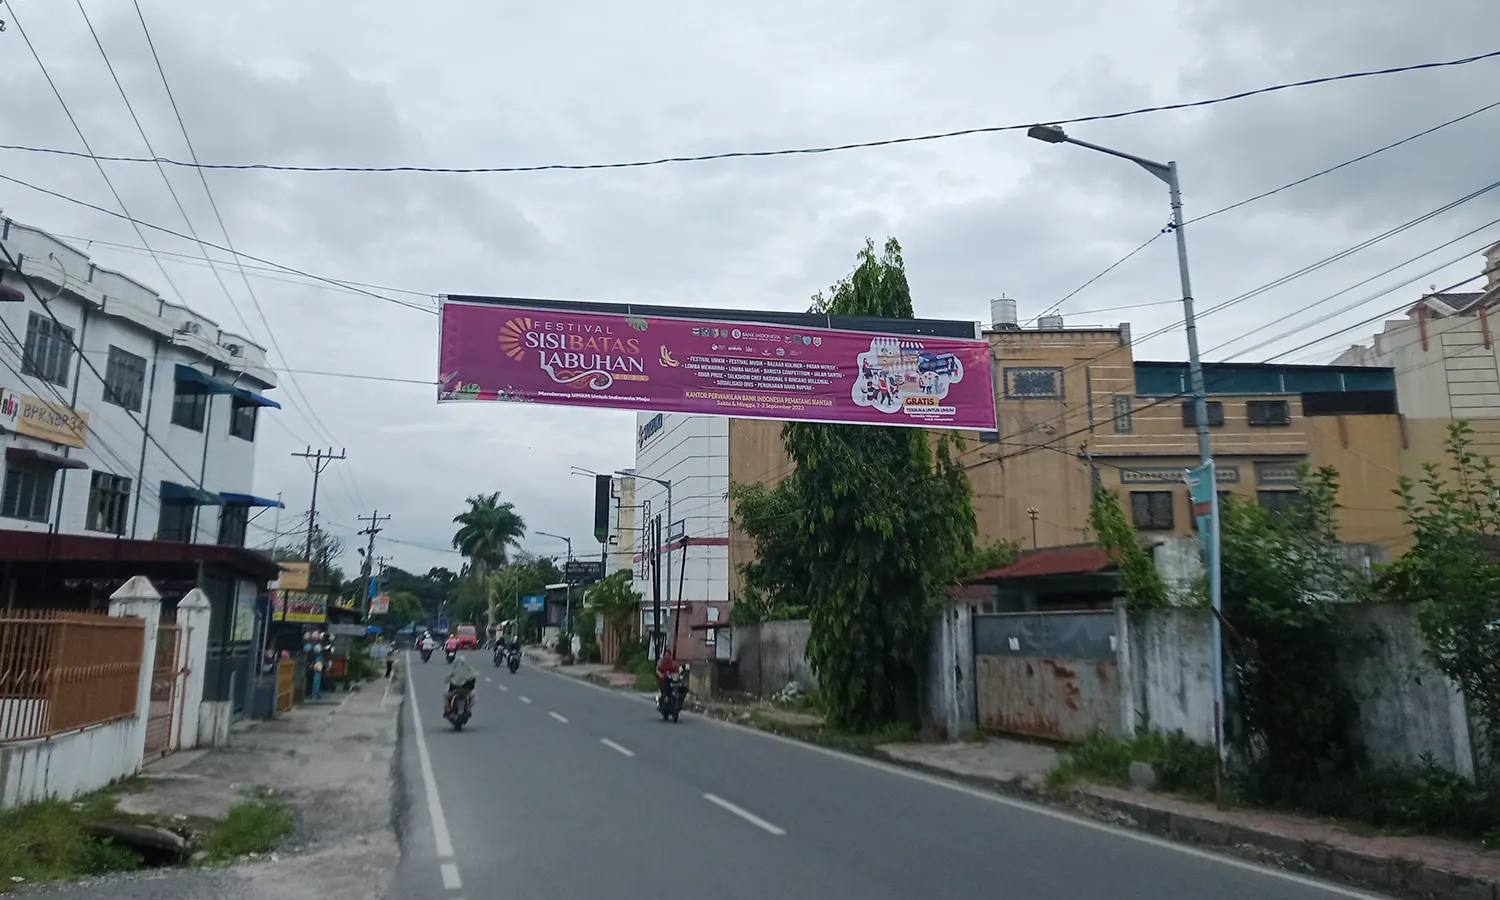 FESTIVAL
SISIBATAS
LABUHAN
Mendorong UMKM Untuk Indonesia Maju
BANK INDONESIA
• FESTIVAL UMKM • FESTIVAL MUSIK • BAZAAR KULINER • PASAR MURAH
• LOMBA MEWARNAI • LOMBA MASAK • BARISTA COMPETITION • JALAN SANTAI
• DOOR PRIZE • TALKSHOW CHEF NASIONAL & BINCANG MILLENIAL •
• SOSIALISASI QRIS • PENUKARAN UANG RUPIAH •
KANTOR PERWAKILAN BANK INDONESIA PEMATANG SIANTAR
Sabtu & Minggu, 2-3 September 2023
GRATIS
TERBUKA UNTUK UMUM
BPR.NBP 34